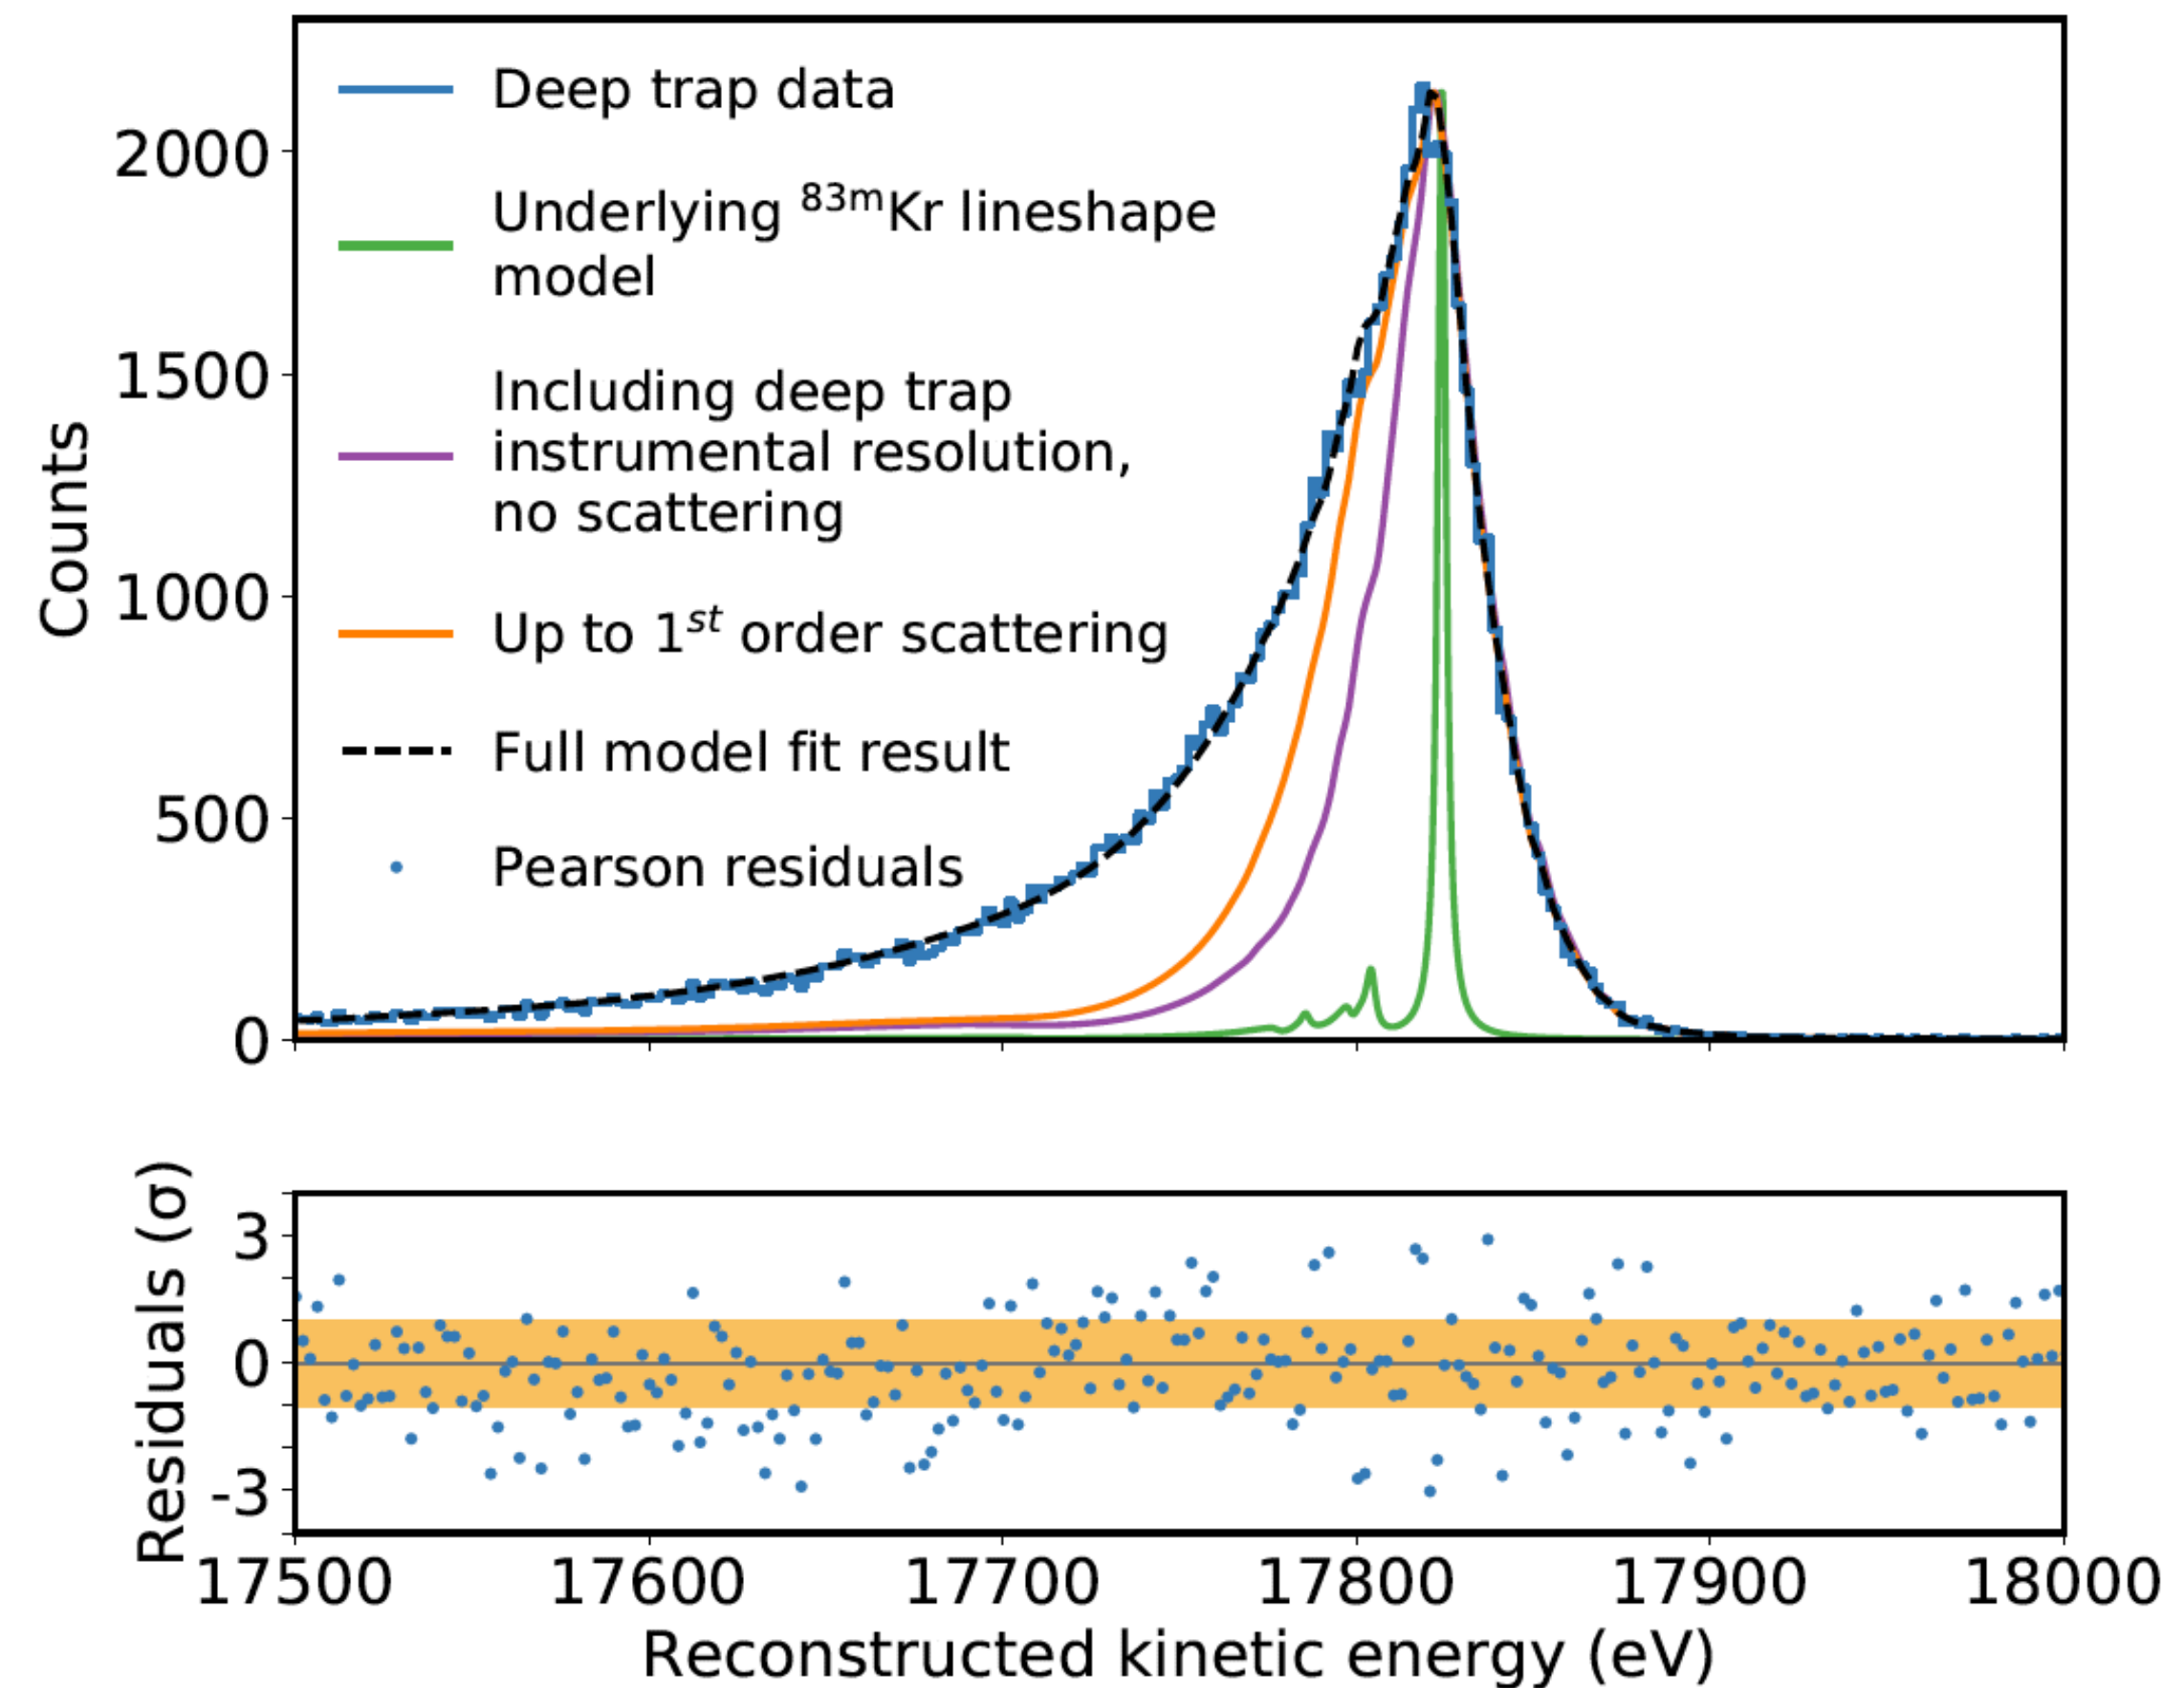 Deep trap data
Underlying ⁸³ᵐKr lineshape
model
Including deep trap
instrumental resolution,
no scattering
Up to 1ˢᵗ order scattering
Full model fit result
Pearson residuals
Counts
2000
1500
1000
500
0
Residuals (σ)
3
0
-3
17500 17600 17700 17800 17900 18000
Reconstructed kinetic energy (eV)